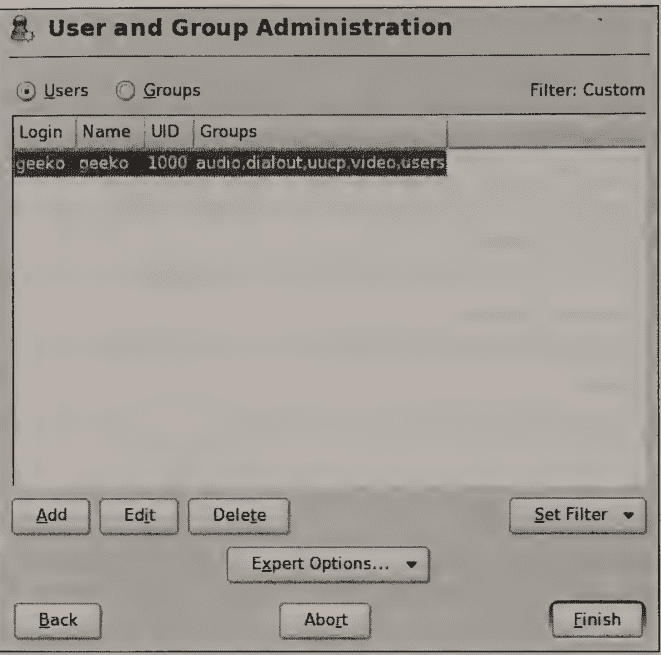 User and Group Administration
Users Groups Filter: Custom
Login Name UID Groups
geeko geeko 1000 audio,dialout,uucp,video,users
Add Edit Delete Set Filter
Expert Options...
Back Abort Finish